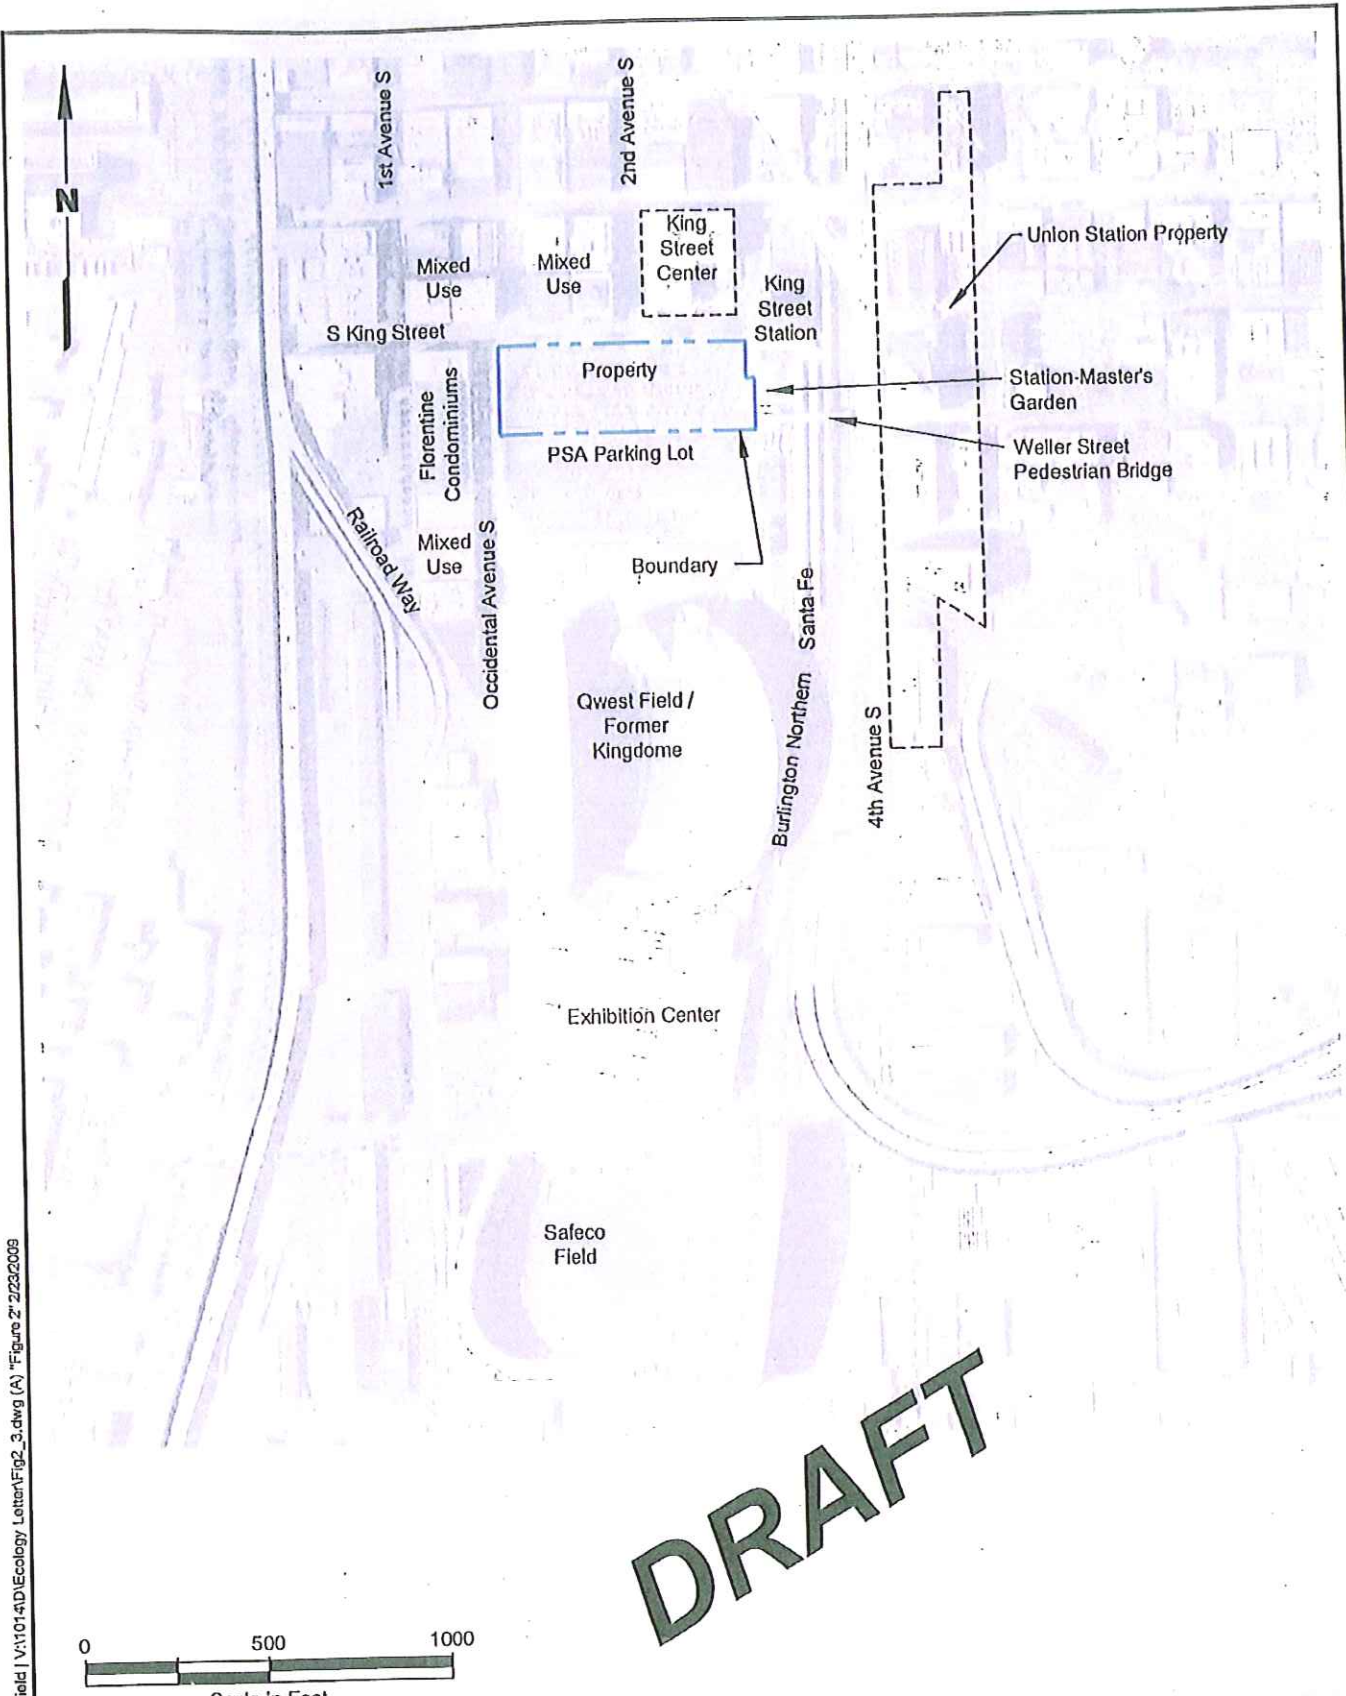 1st Avenue S
2nd Avenue S
N
King
Street
Center
Union Station Property
Mixed
Use
Mixed
Use
King
Street
Station
S King Street
Property
Station-Master's
Garden
Florentine
Condominiums
PSA Parking Lot
Weller Street
Pedestrian Bridge
Railroad Way
Mixed
Use
Occidental Avenue S
Boundary
Burlington Northern Santa Fe
Qwest Field /
Former
Kingdome
4th Avenue S
Exhibition Center
Safeco
Field
DRAFT
V:\1014\D\Ecology Letter\Fig2_3.dwg (A) "Figure 2" 2/23/2009
0 500 1000